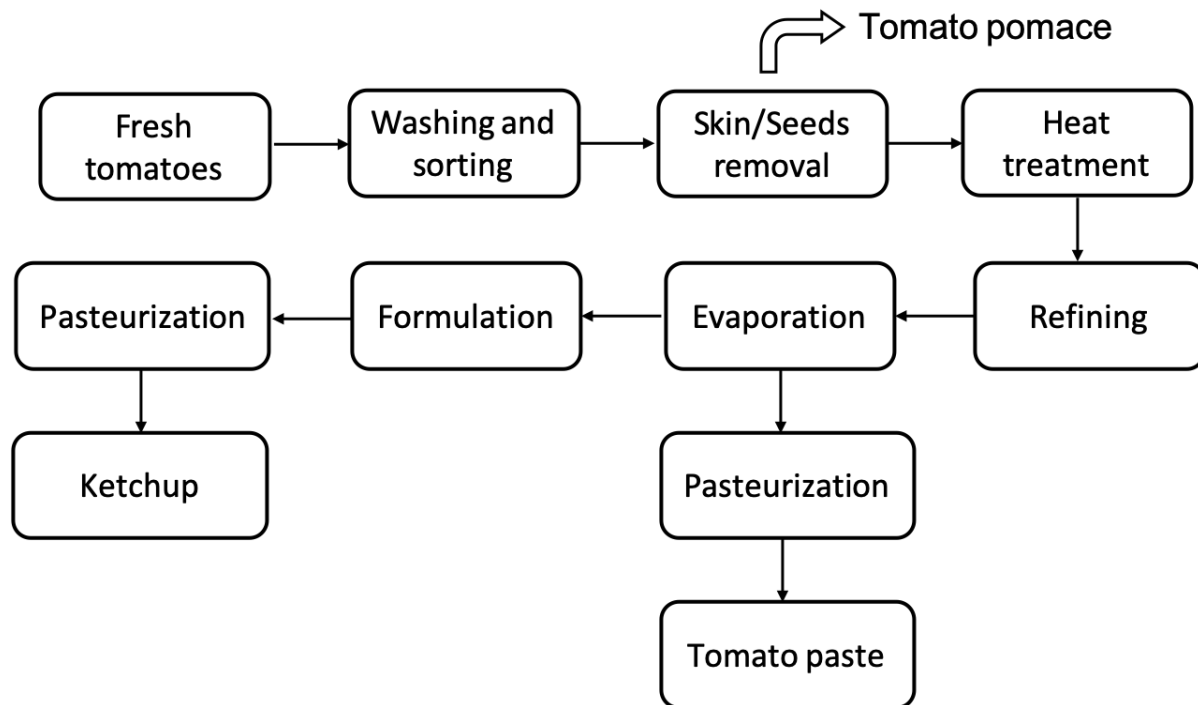 Tomato pomace
Fresh
tomatoes
Washing and
sorting
Skin/Seeds
removal
Heat
treatment
Pasteurization
Formulation
Evaporation
Refining
Ketchup
Pasteurization
Tomato paste